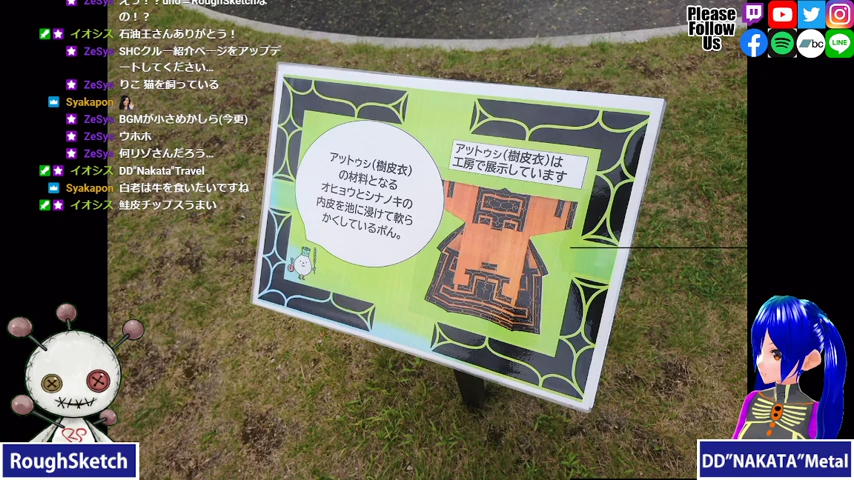 えっ！？uno＝RoughSketchな
の！？
イオシス 石油王さんありがとう！
ZeSy SHCクルー紹介ページをアップデ
ートしてください…
ZeSy りこ 猫を飼っている
Syakapon
ZeSy BGMが小さめかしら(今更)
ZeSy ウホホ
ZeSy 何リゾさんだろう…
イオシス DD"Nakata"Travel
Syakapon 白老は牛を食いたいですね
イオシス 鮭皮チップスうまい
Please
Follow
Us
bc
LINE
アットゥシ(樹皮衣)
の材料となる
オヒョウとシナノキの
内皮を池に浸けて軟ら
かくしているポん。
アットゥシ(樹皮衣)は
工房で展示しています
RoughSketch
DD"NAKATA"Metal